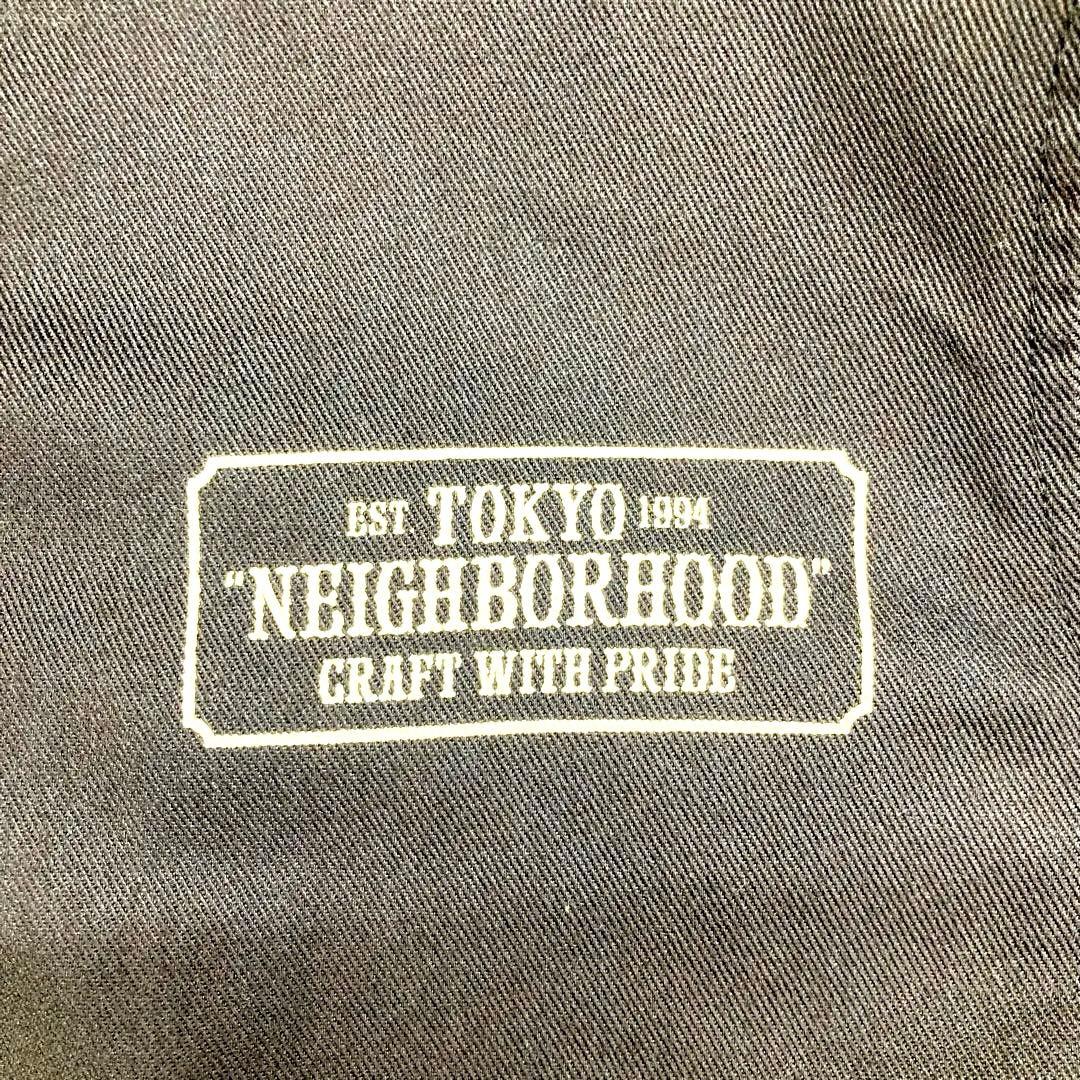 EST TOKYO 1994
"NEIGHBORHOOD"
CRAFT WITH PRIDE